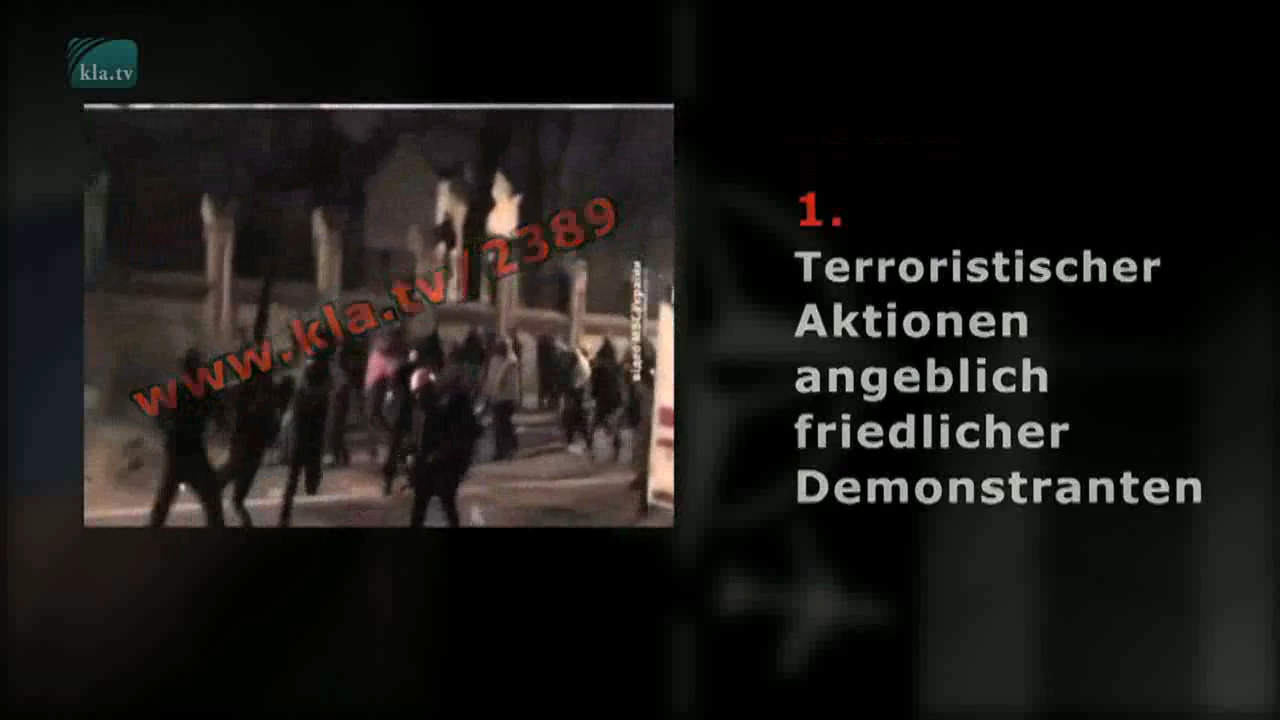 kla.tv
www.kla.tv/2389
1.
Terroristischer
Aktionen
angeblich
friedlicher
Demonstranten